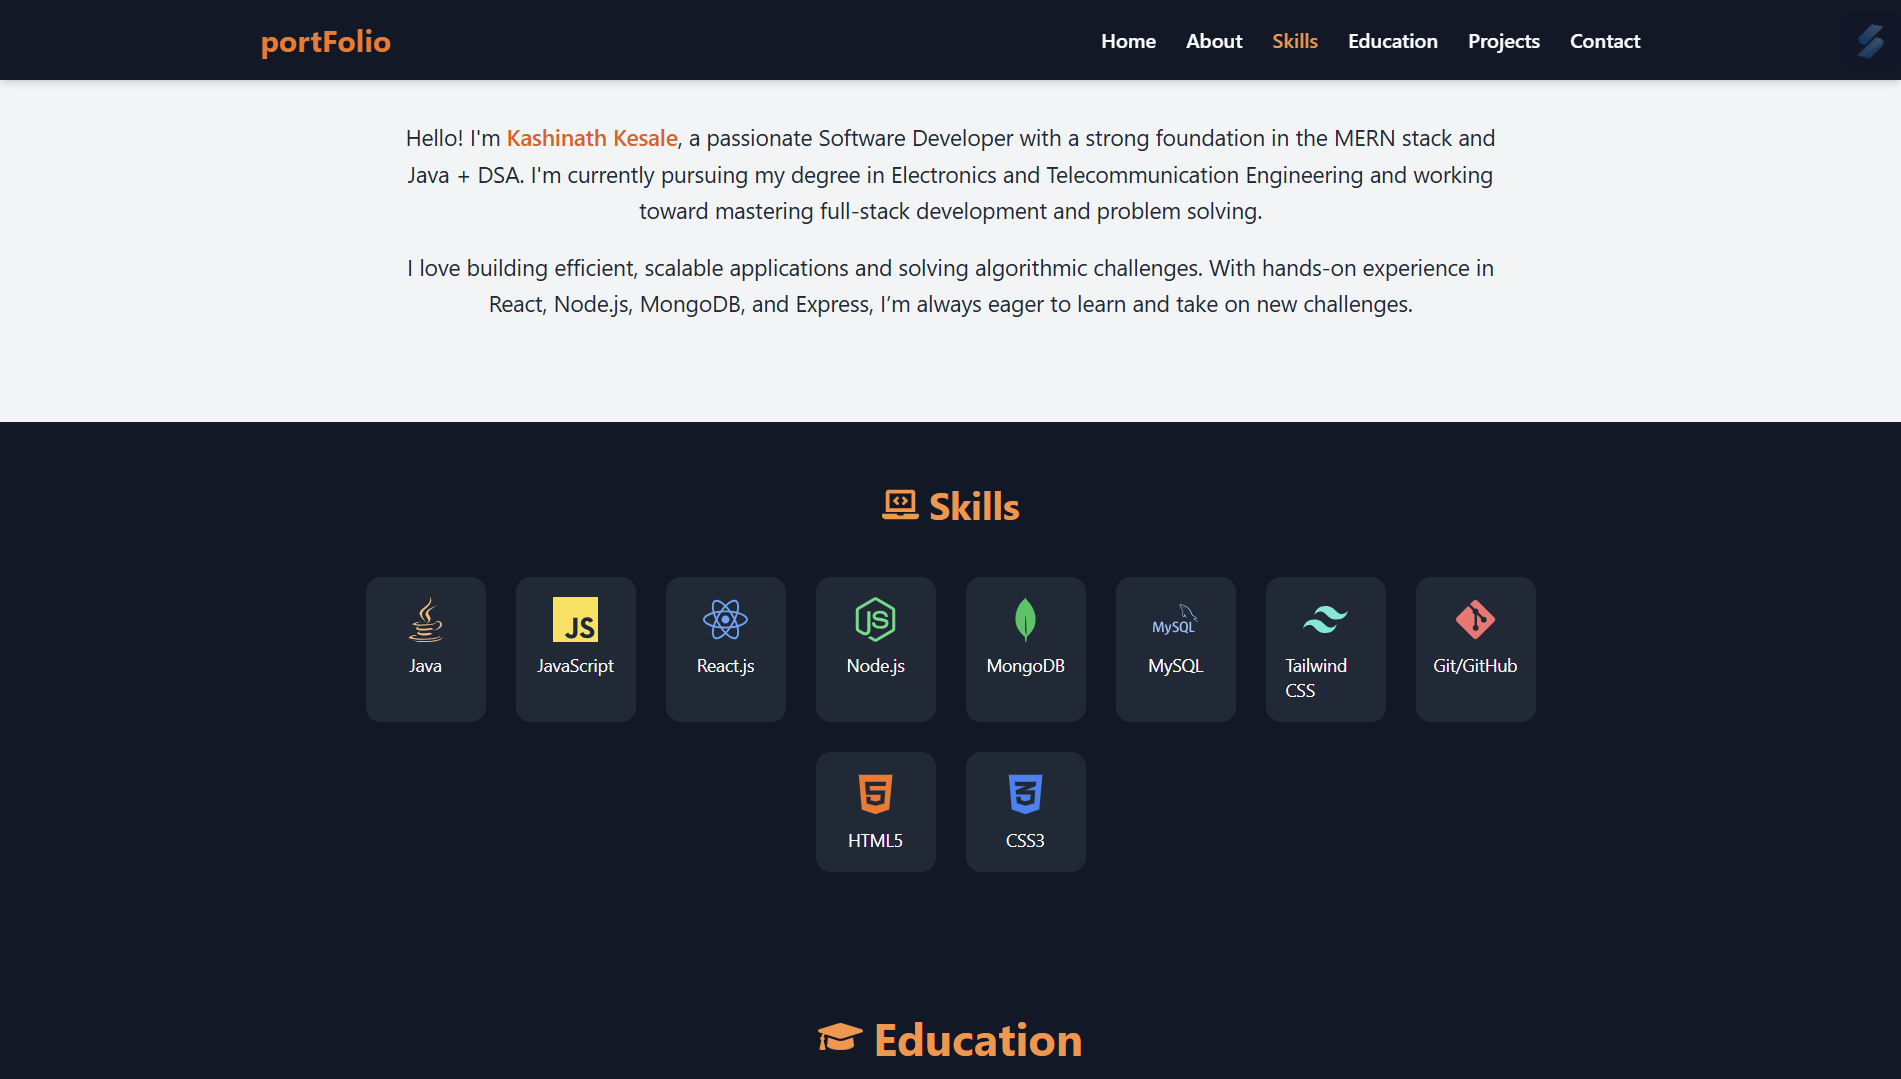 portFolio
Home About Skills Education Projects Contact
Hello! I'm Kashinath Kesale, a passionate Software Developer with a strong foundation in the MERN stack and
Java + DSA. I'm currently pursuing my degree in Electronics and Telecommunication Engineering and working
toward mastering full-stack development and problem solving.
I love building efficient, scalable applications and solving algorithmic challenges. With hands-on experience in
React, Node.js, MongoDB, and Express, I’m always eager to learn and take on new challenges.
Skills
Java
JS
JavaScript
React.js
JS
Node.js
MongoDB
MySQL
MySQL
Tailwind
CSS
Git/GitHub
5
HTML5
3
CSS3
Education